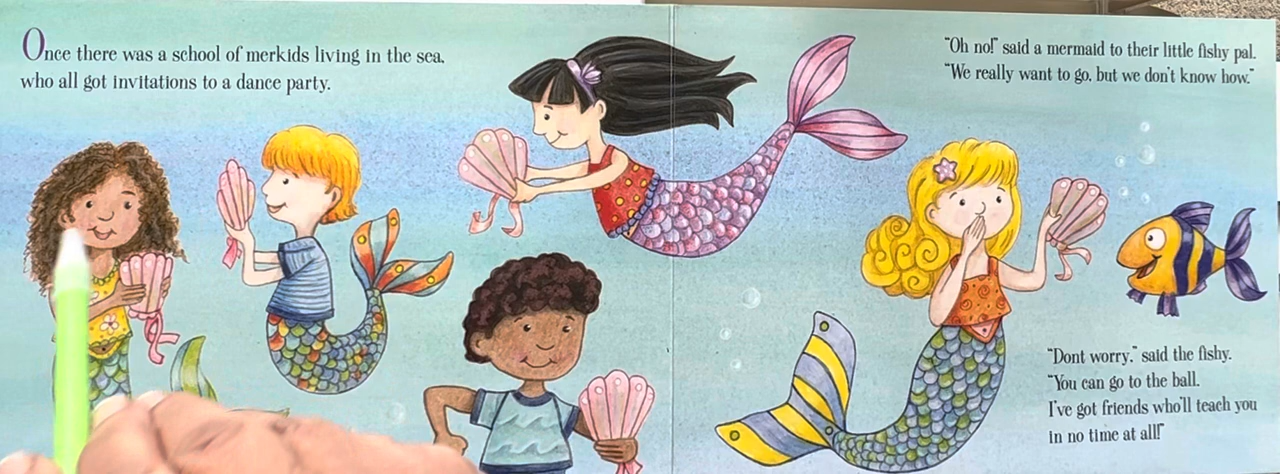 Once there was a school of merkids living in the sea,
who all got invitations to a dance party.
"Oh no!" said a mermaid to their little fishy pal.
"We really want to go, but we don't know how."
"Dont worry," said the fishy.
"You can go to the ball.
I've got friends who'll teach you
in no time at all!"